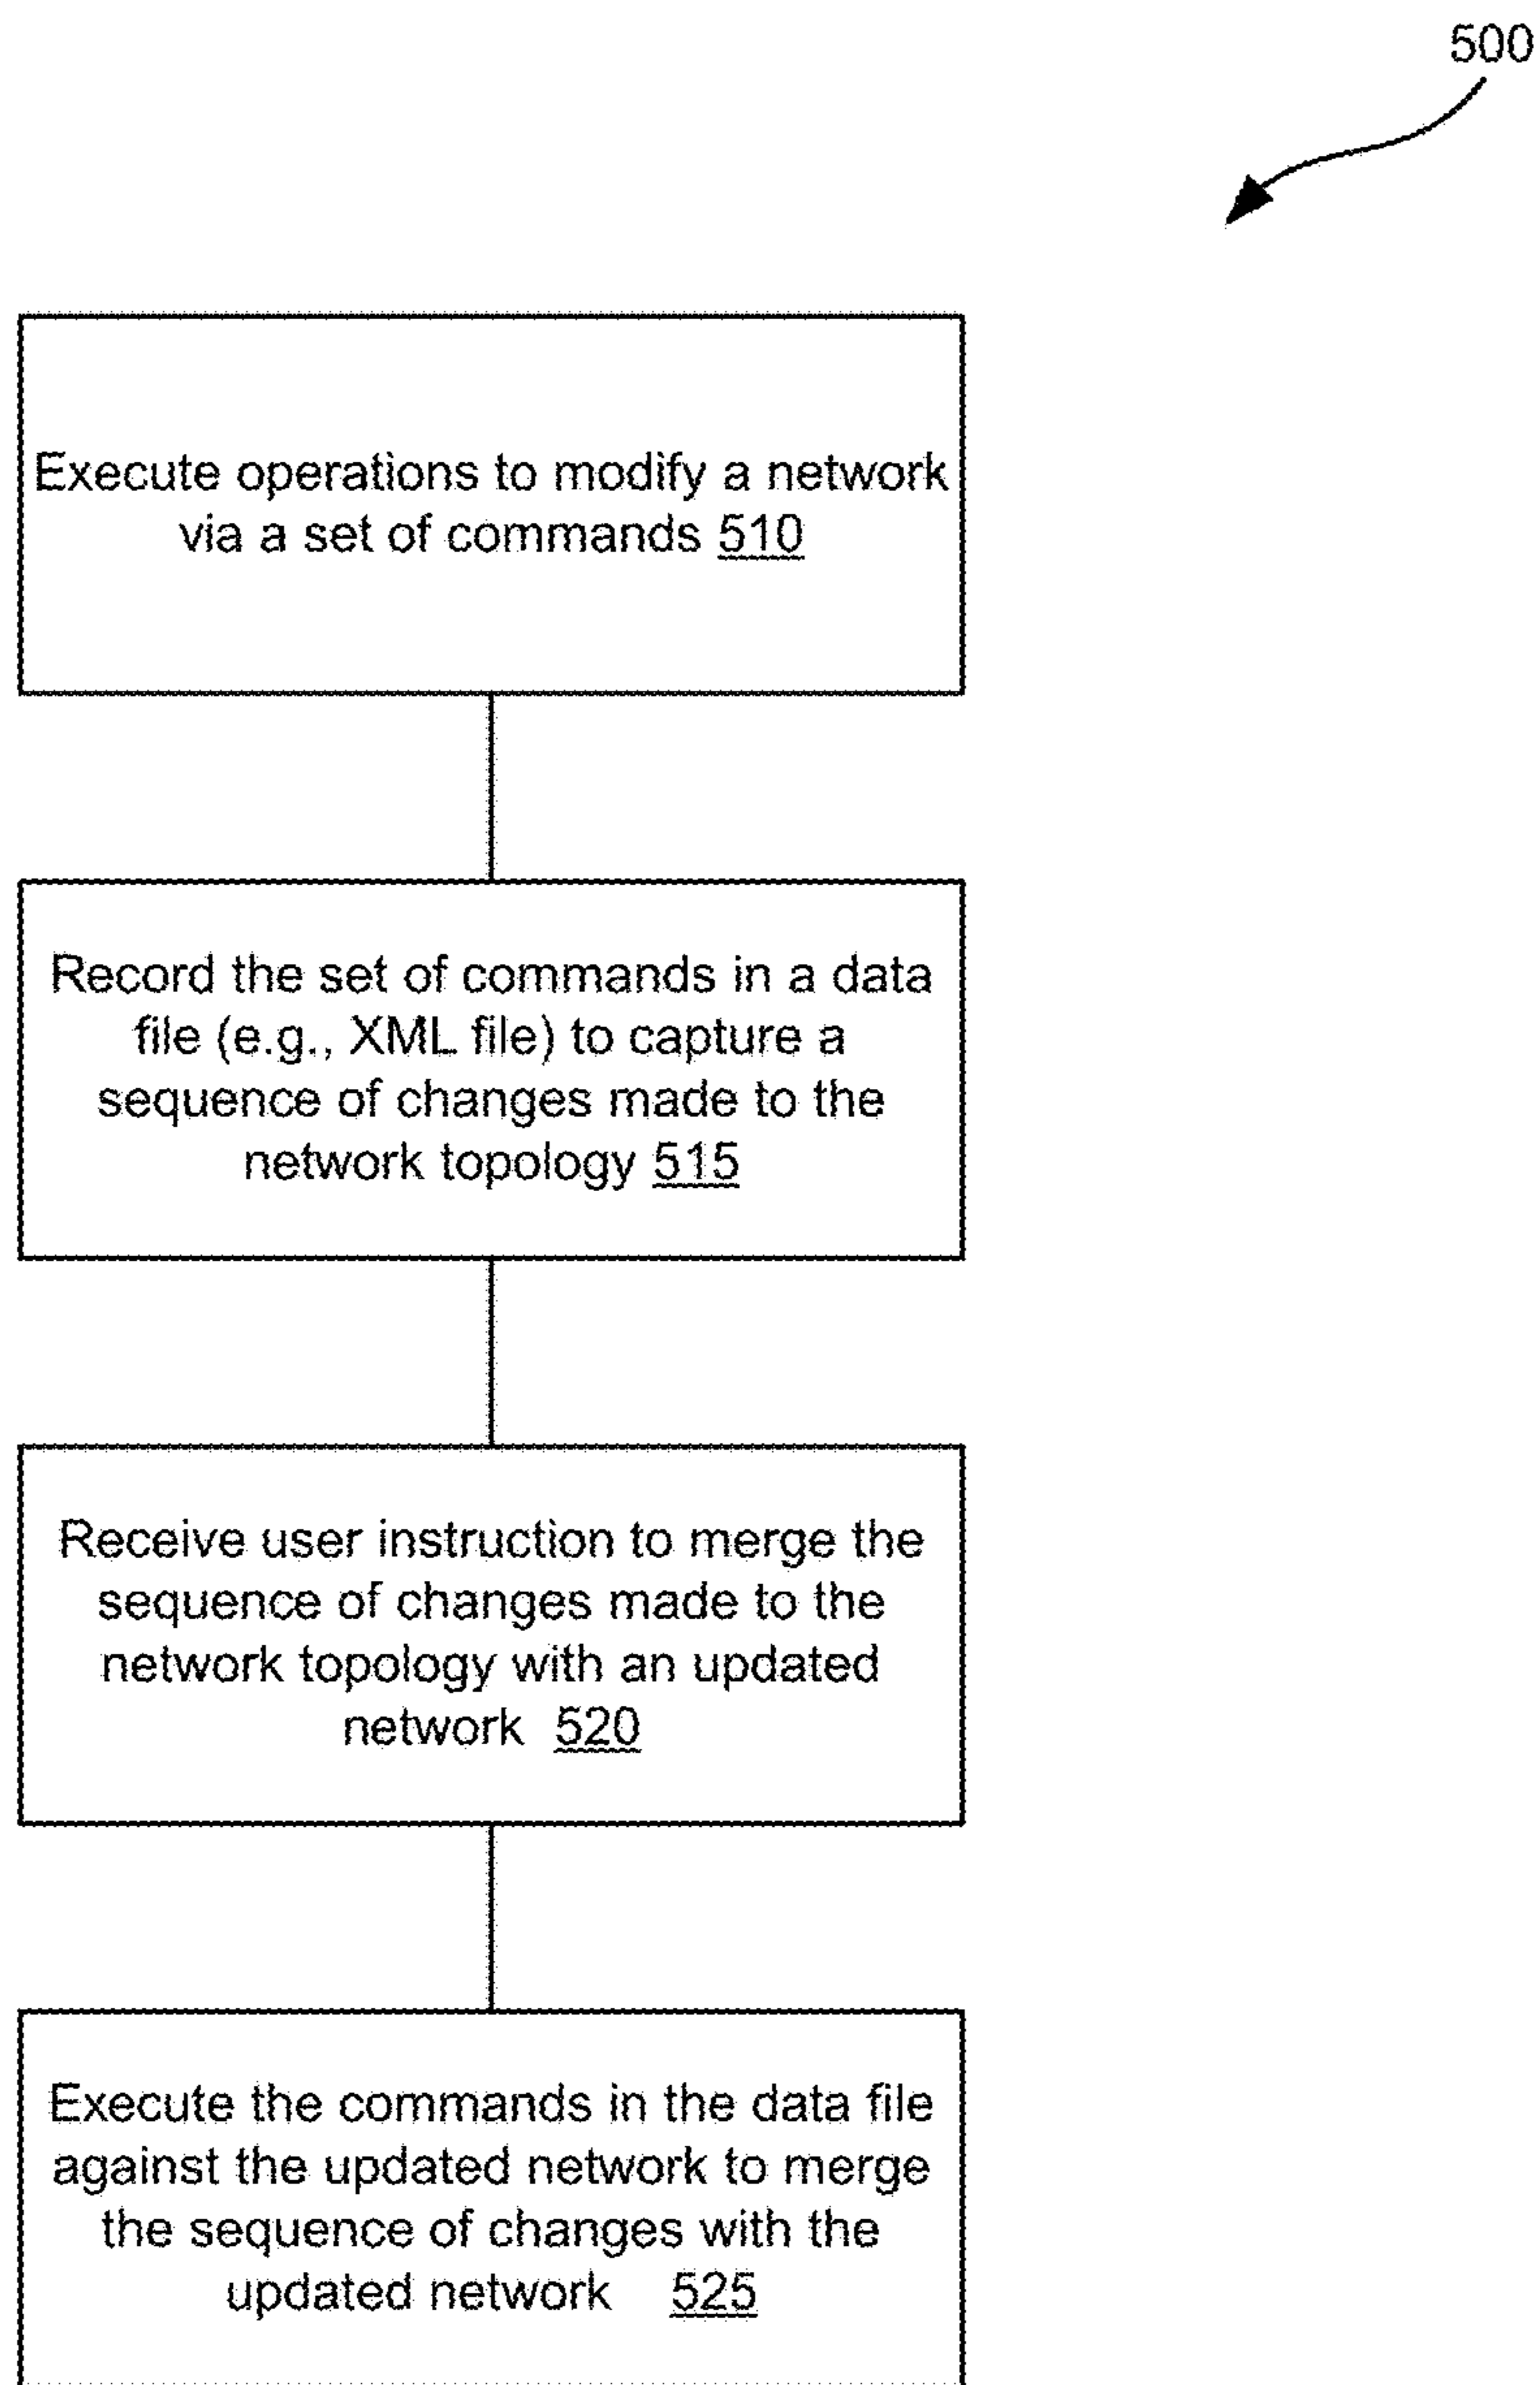 500
Execute operations to modify a network
via a set of commands 510
Record the set of commands in a data
file (e.g., XML file) to capture a
sequence of changes made to the
network topology 515
Receive user instruction to merge the
sequence of changes made to the
network topology with an updated
network 520
Execute the commands in the data file
against the updated network to merge
the sequence of changes with the
updated network 525